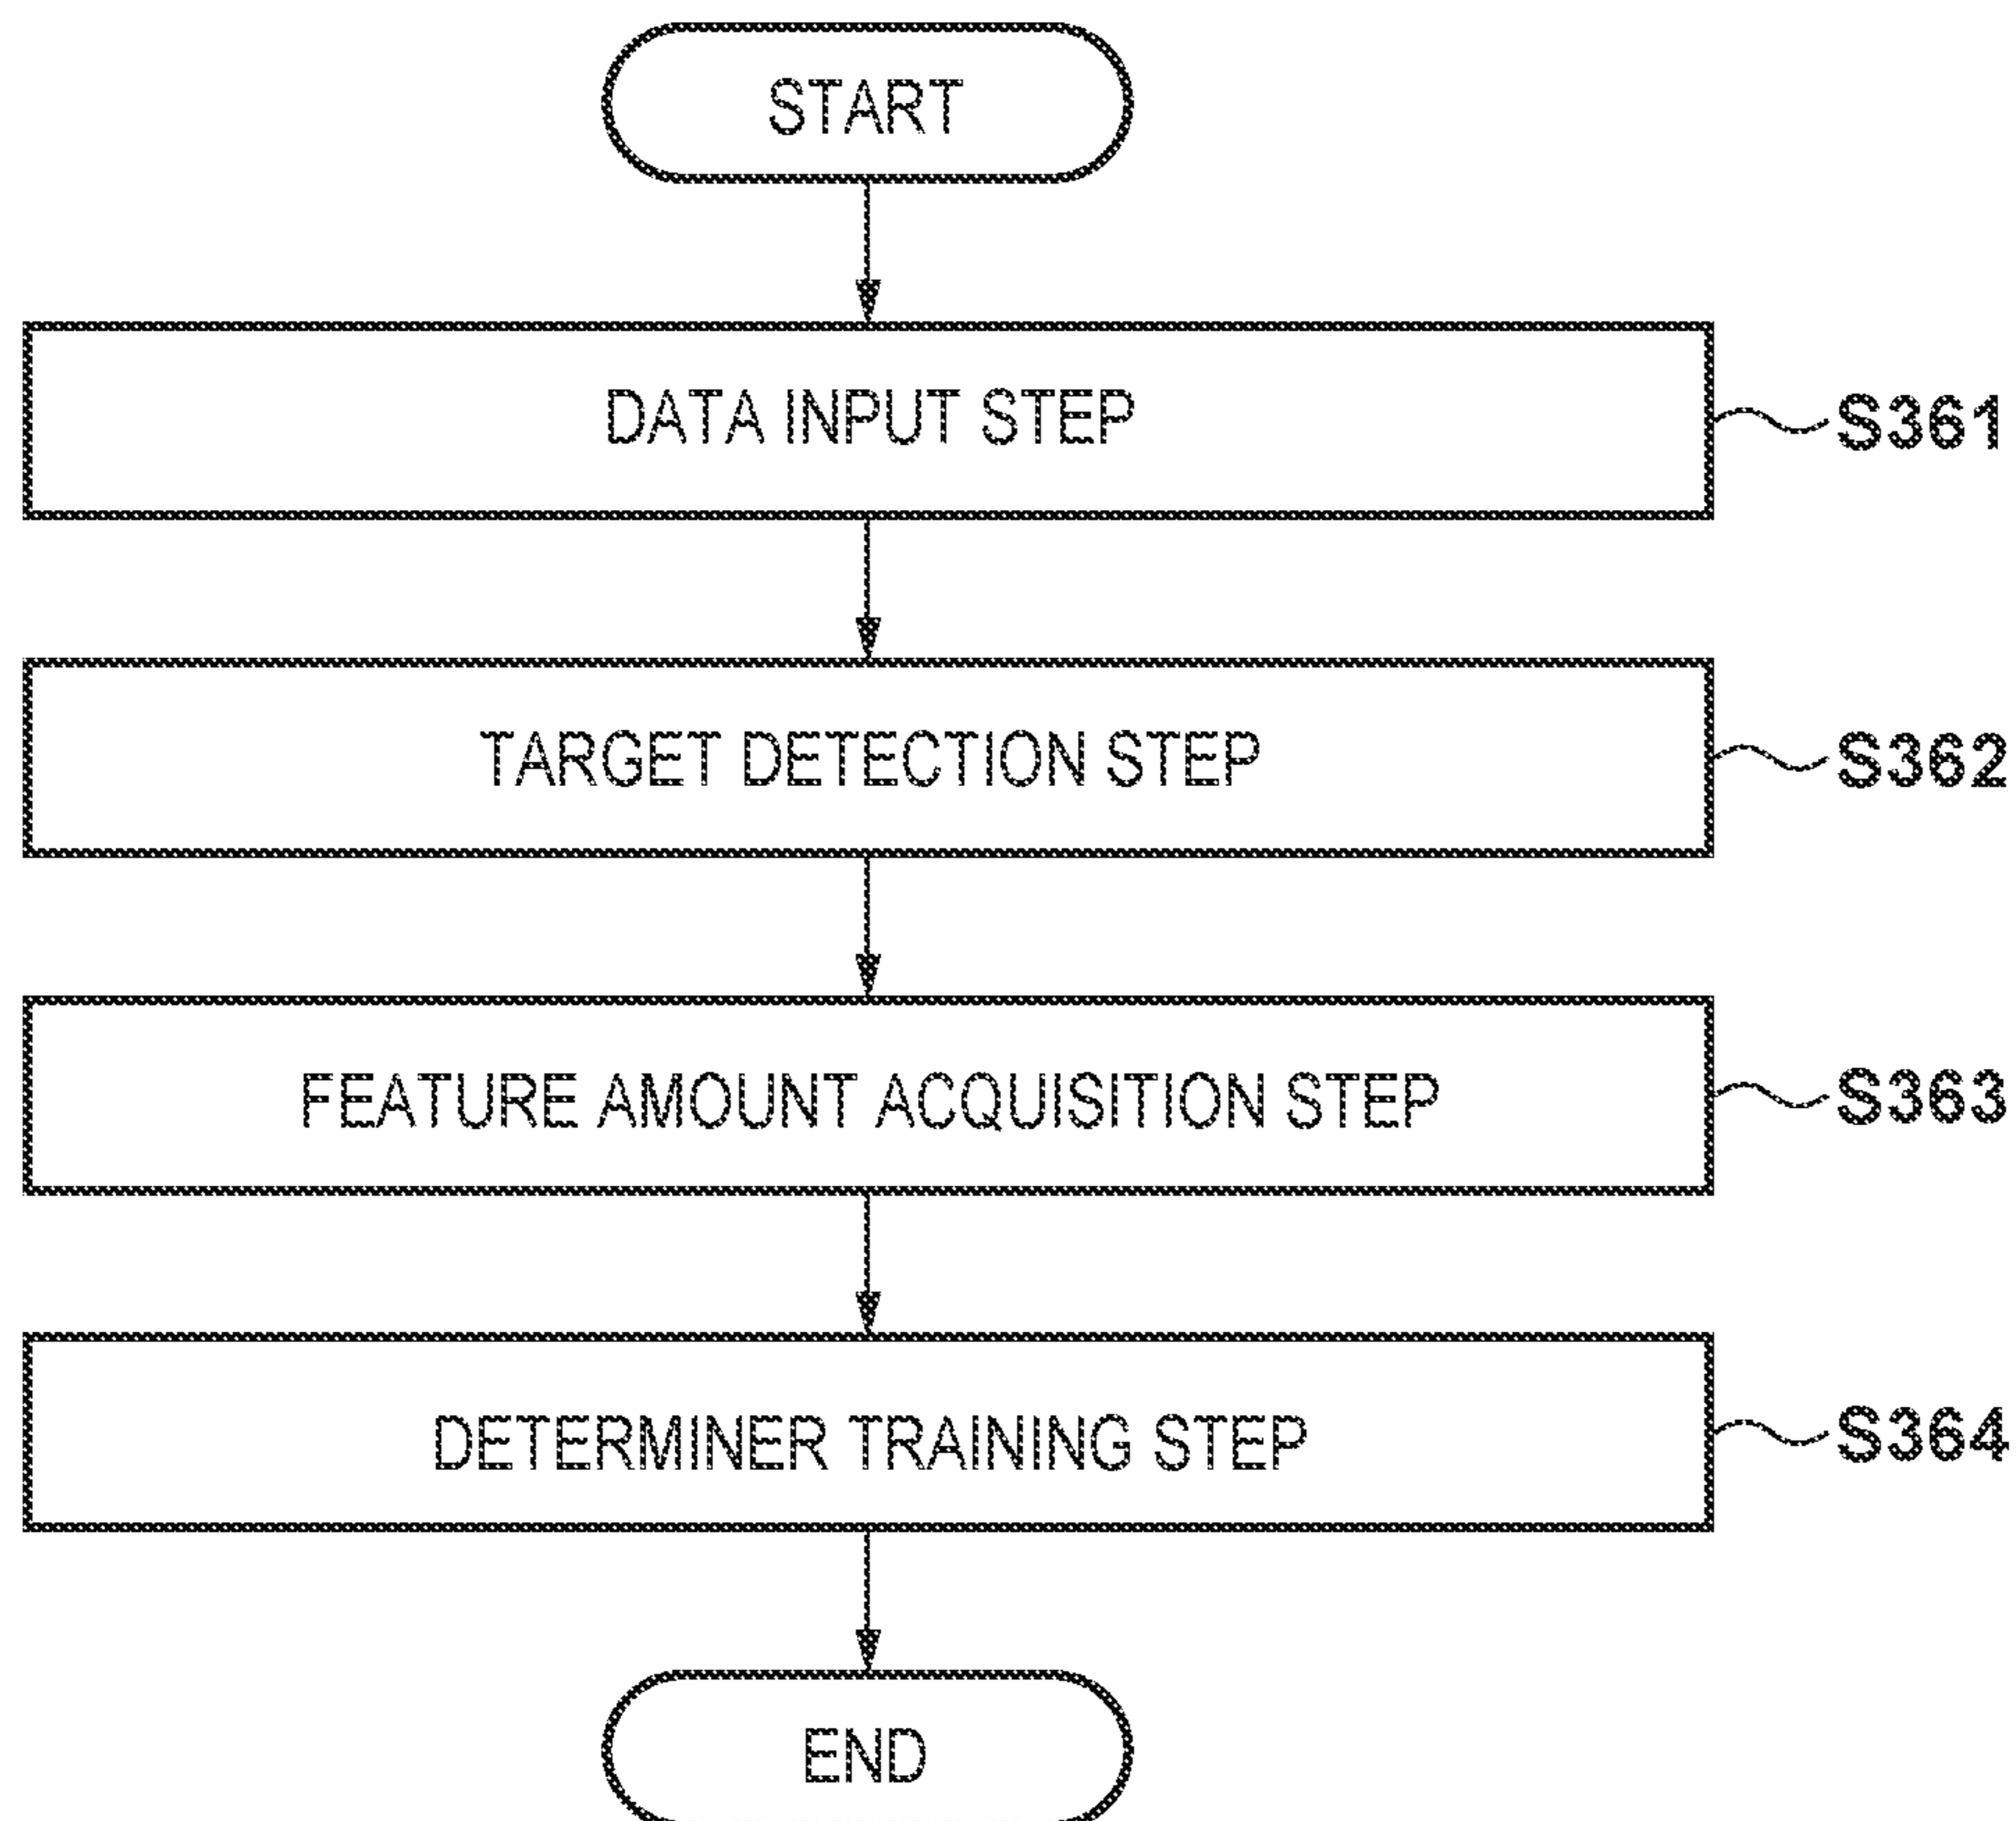 START
DATA INPUT STEP
S361
TARGET DETECTION STEP
S362
FEATURE AMOUNT ACQUISITION STEP
S363
DETERMINER TRAINING STEP
S364
END